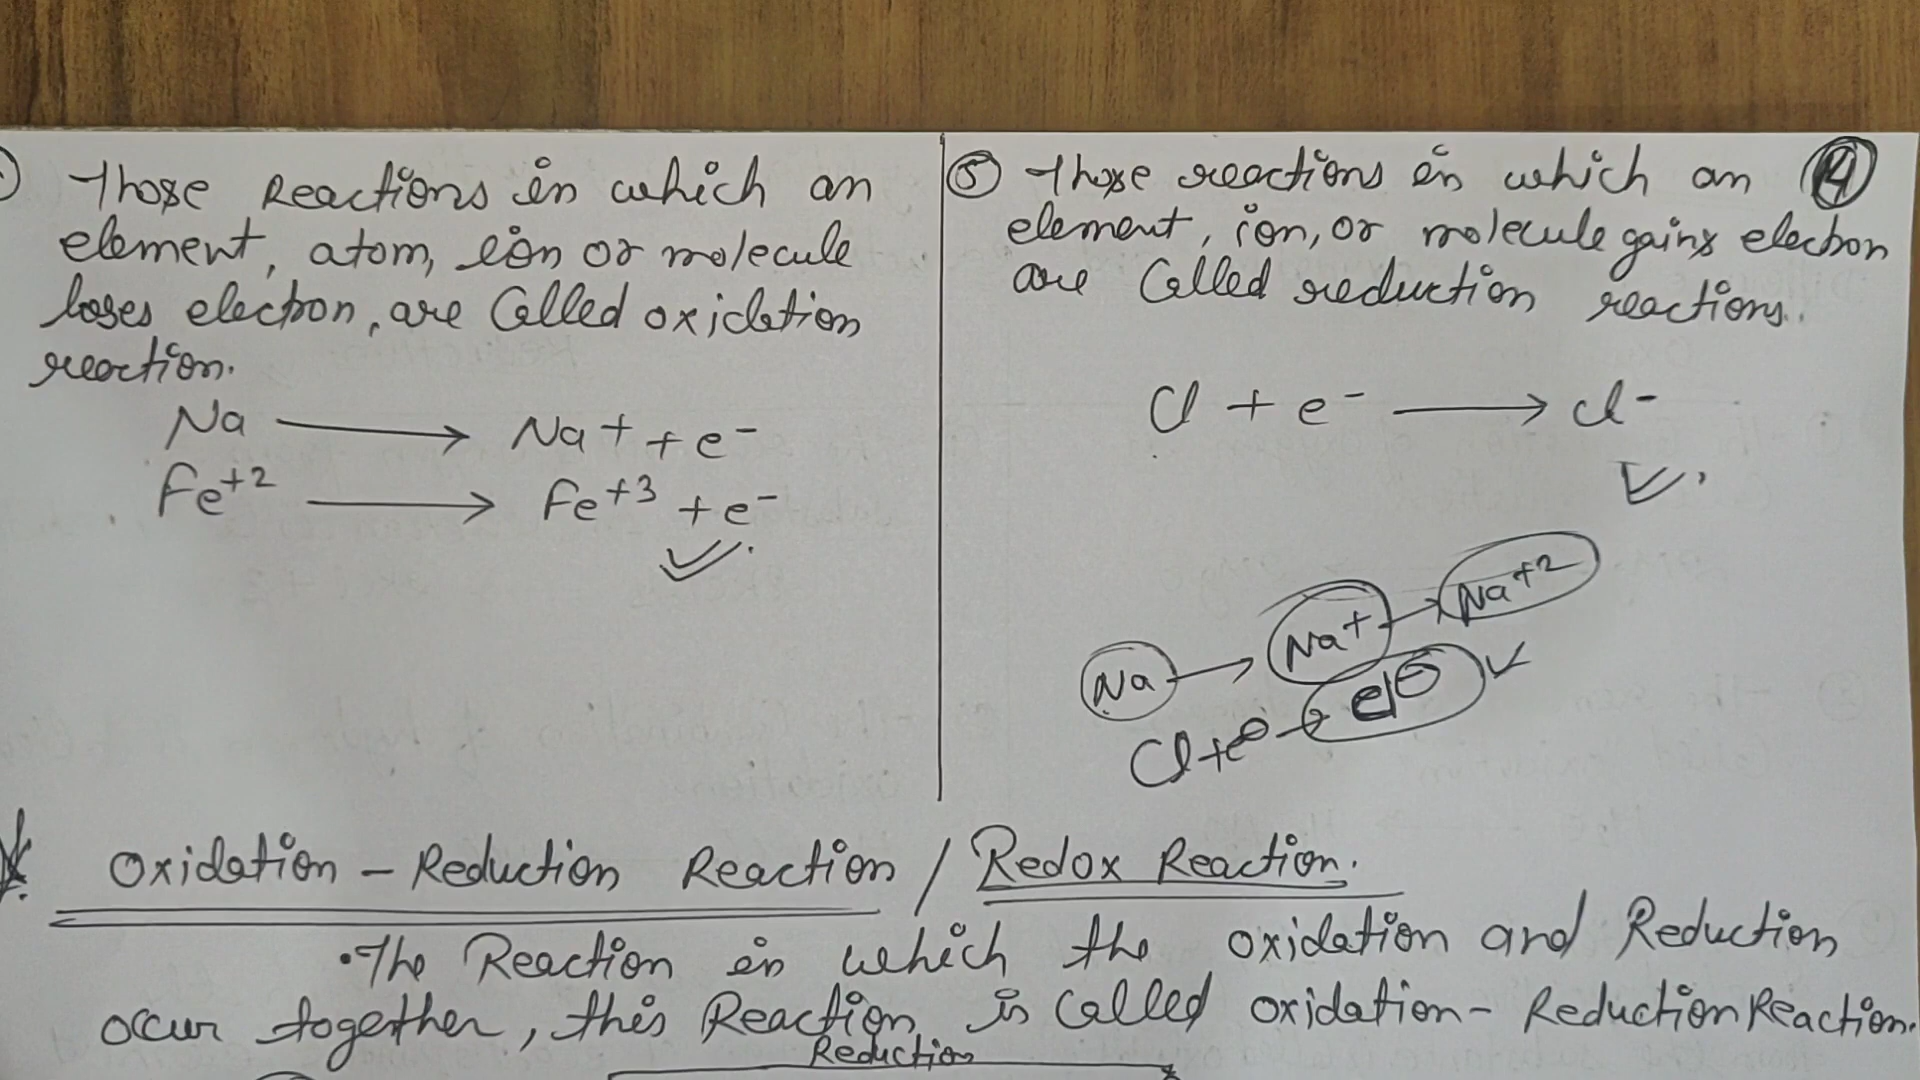 Those Reactions in which an
element, atom, ion or molecule
loses electron, are Called oxidation
reaction.
Na ⟶ Na+ + e-
Fe+2 ⟶ Fe+3 + e-
⑤ Those reactions in which an
element, ion, or molecule gains electron
are Called reduction reactions.
Cl + e- ⟶ Cl-
Na → Na+ → Na+2
Cl + e⊖ → Cl⊖
Oxidation - Reduction Reaction / Redox Reaction.
• The Reaction in which the oxidation and Reduction
occur together, this Reaction is Called oxidation - Reduction Reaction.
Reduction